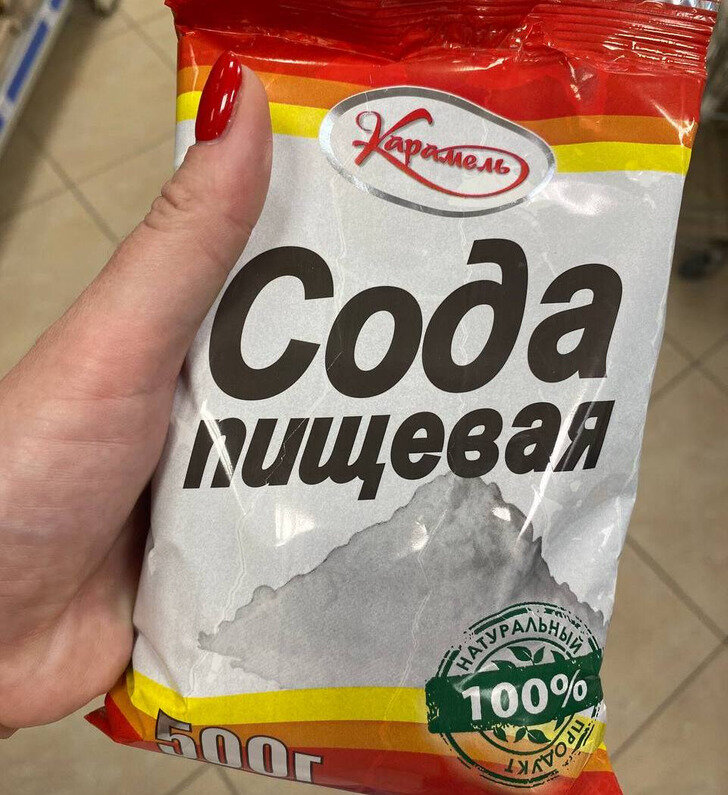 Карамель
Сода
пищевая
НАТУРАЛЬНЫЙ
100%
ПРОДУКТ
500г